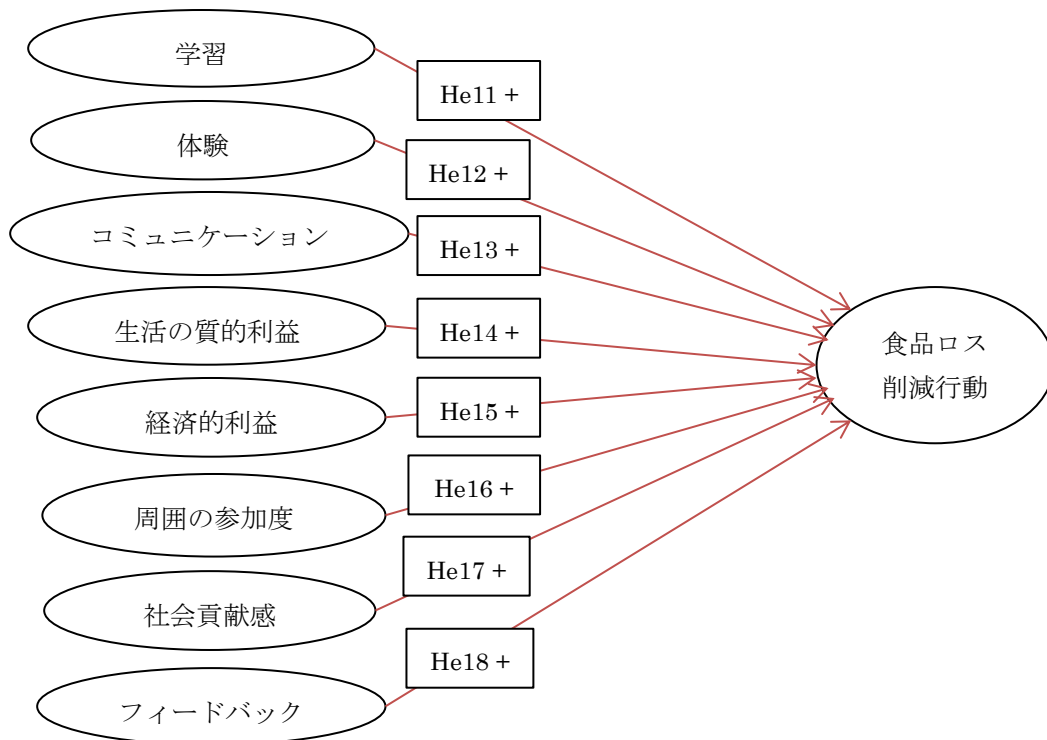 学習
He11 +
体験
He12 +
コミュニケーション
He13 +
生活の質的利益
He14 +
経済的利益
He15 +
周囲の参加度
He16 +
社会貢献感
He17 +
フィードバック
He18 +
食品ロス
削減行動